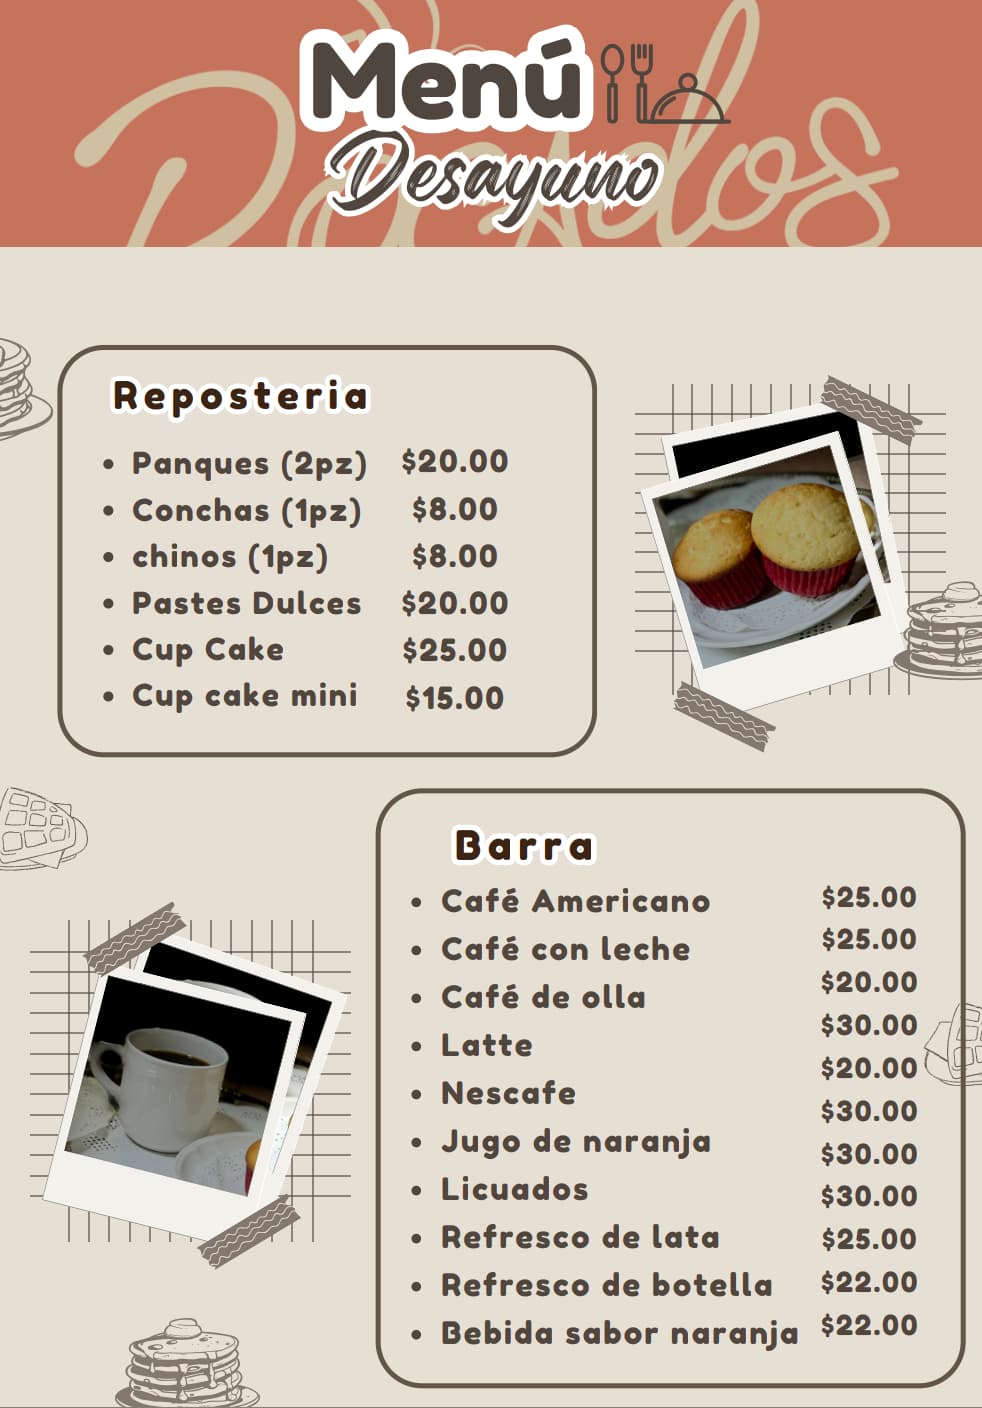 Menú
Desayuno
Reposteria
Panques (2pz) $20.00
Conchas (1pz) $8.00
chinos (1pz) $8.00
Pastes Dulces $20.00
Cup Cake $25.00
Cup cake mini $15.00
Barra
Café Americano $25.00
Café con leche $25.00
Café de olla $20.00
Latte $30.00
Nescafe $20.00
Jugo de naranja $30.00
Licuados $30.00
Refresco de lata $30.00
Refresco de botella $25.00
Bebida sabor naranja $22.00
$22.00